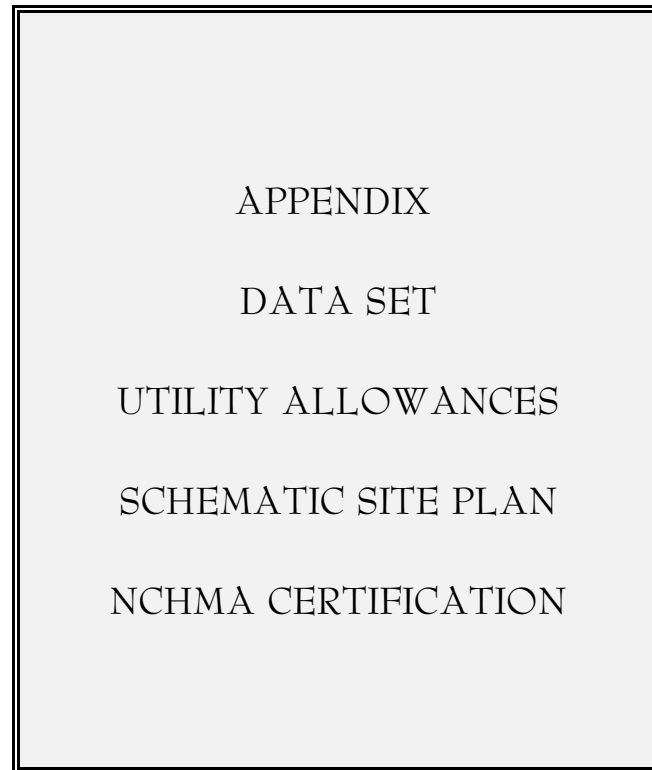 APPENDIX
DATA SET
UTILITY ALLOWANCES
SCHEMATIC SITE PLAN
NCHMA CERTIFICATION